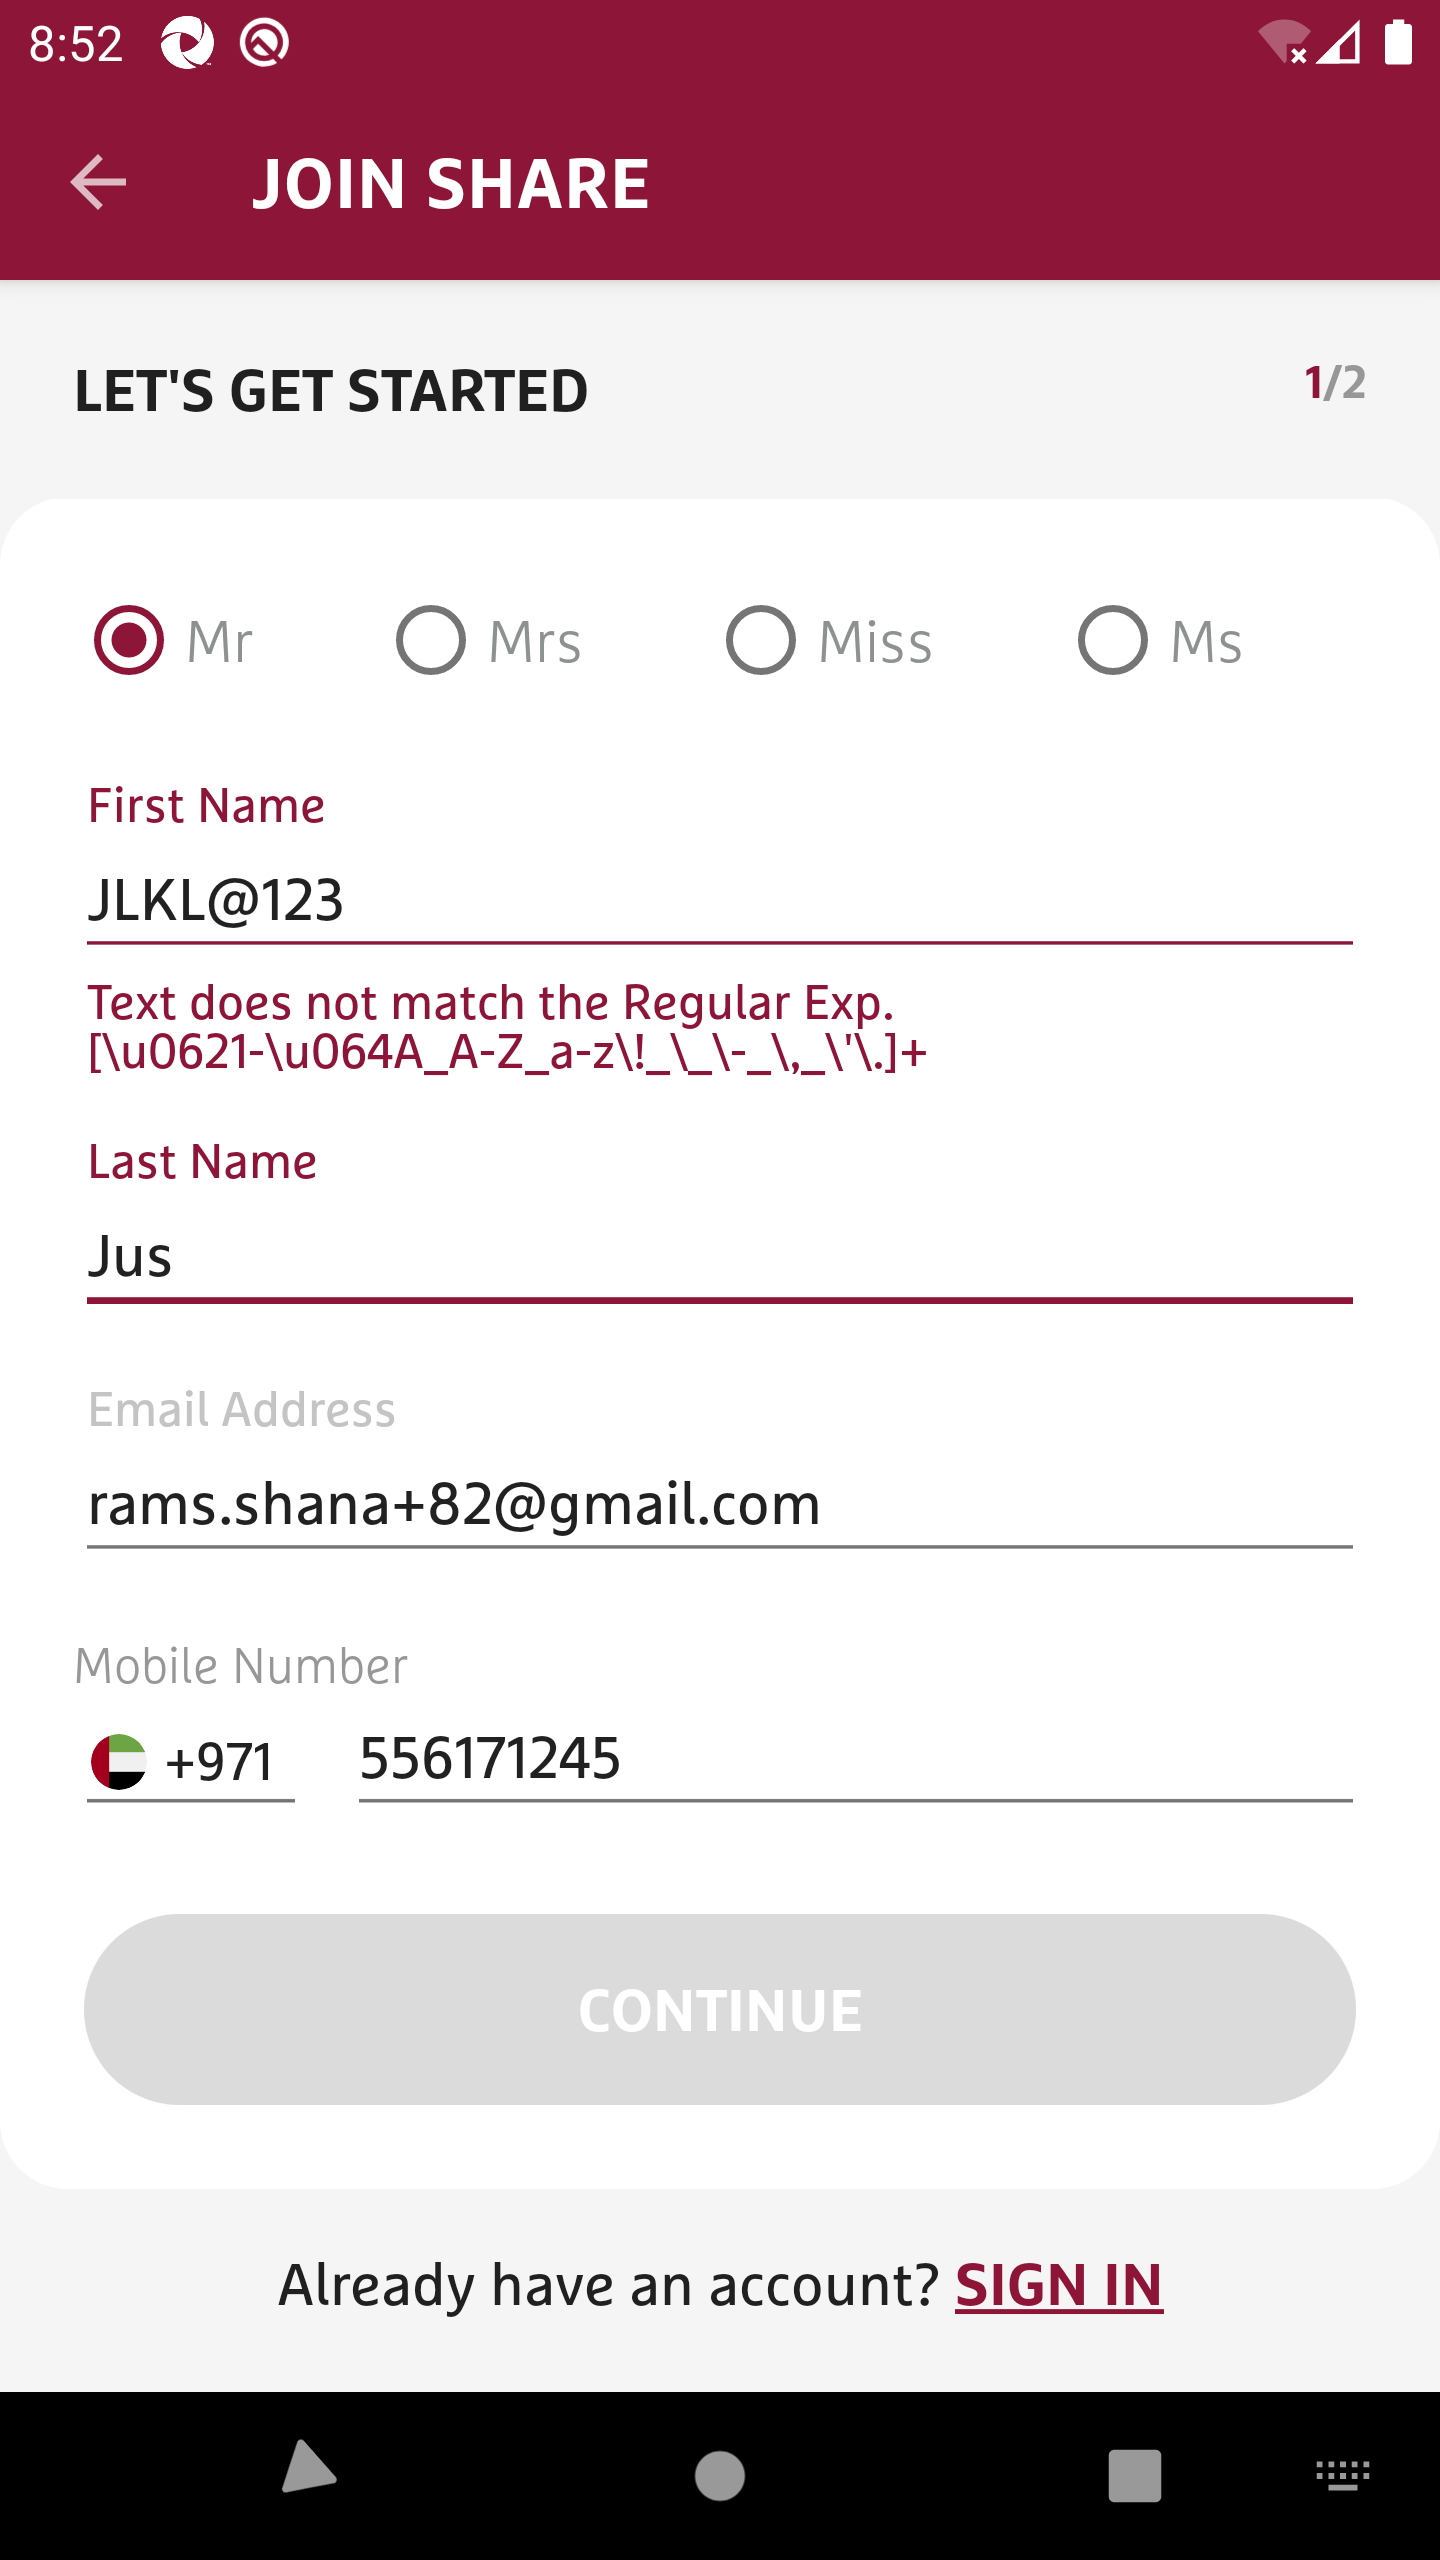 8:52
JOIN SHARE
LET'S GET STARTED
1/2
Mr Mrs Miss Ms
First Name
JLKL@123
Text does not match the Regular Exp.
[\u0621-\u064A_A-Z_a-z\!_\_\-_\,_\'\.]+
Last Name
Jus
Email Address
rams.shana+82@gmail.com
Mobile Number
+971 556171245
CONTINUE
Already have an account? SIGN IN